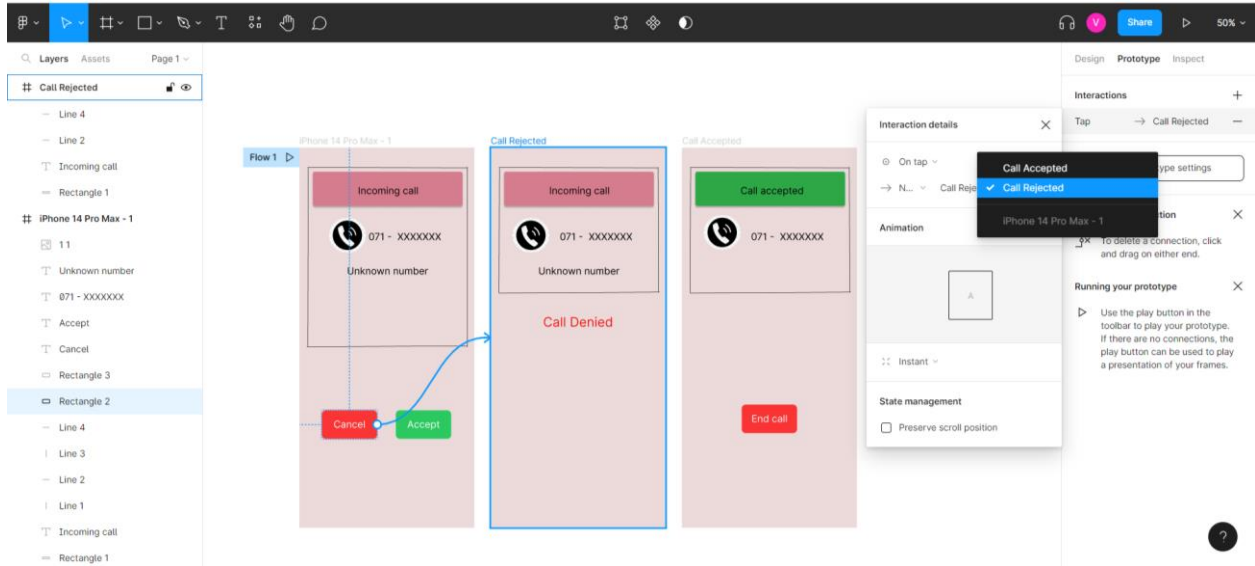 V
Share
50%
Layers Assets Page 1
Call Rejected
Line 4
Line 2
Incoming call
Rectangle 1
iPhone 14 Pro Max - 1
1 1
Unknown number
071 - XXXXXXX
Accept
Cancel
Rectangle 3
Rectangle 2
Line 4
Line 3
Line 2
Line 1
Incoming call
Rectangle 1
Flow 1
iPhone 14 Pro Max - 1
Incoming call
071 - XXXXXXX
Unknown number
Cancel
Accept
Call Rejected
Incoming call
071 - XXXXXXX
Unknown number
Call Denied
Call Accepted
Call accepted
071 - XXXXXXX
End call
Interaction details
On tap
N... Call Reje
Call Accepted
Call Rejected
iPhone 14 Pro Max - 1
Animation
Instant
State management
Preserve scroll position
Design Prototype Inspect
Interactions
Tap Call Rejected
ype settings
tion
To delete a connection, click
and drag on either end.
Running your prototype
Use the play button in the
toolbar to play your prototype.
If there are no connections, the
play button can be used to play
a presentation of your frames.
?